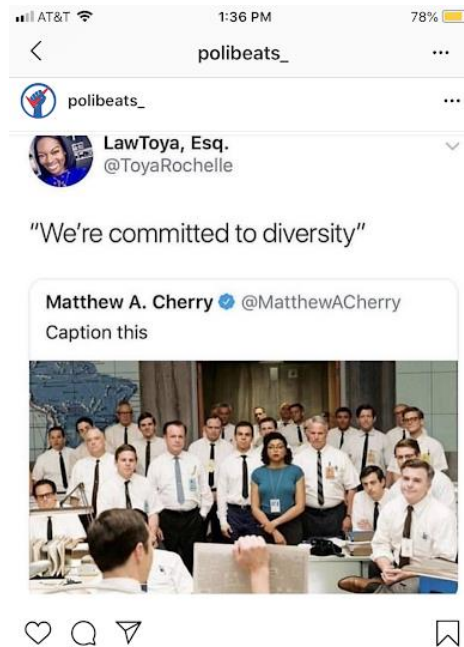 AT&T 1:36 PM 78%
polibeats_
polibeats_
LawToya, Esq.
@ToyaRochelle
“We’re committed to diversity”
Matthew A. Cherry @MatthewACherry
Caption this